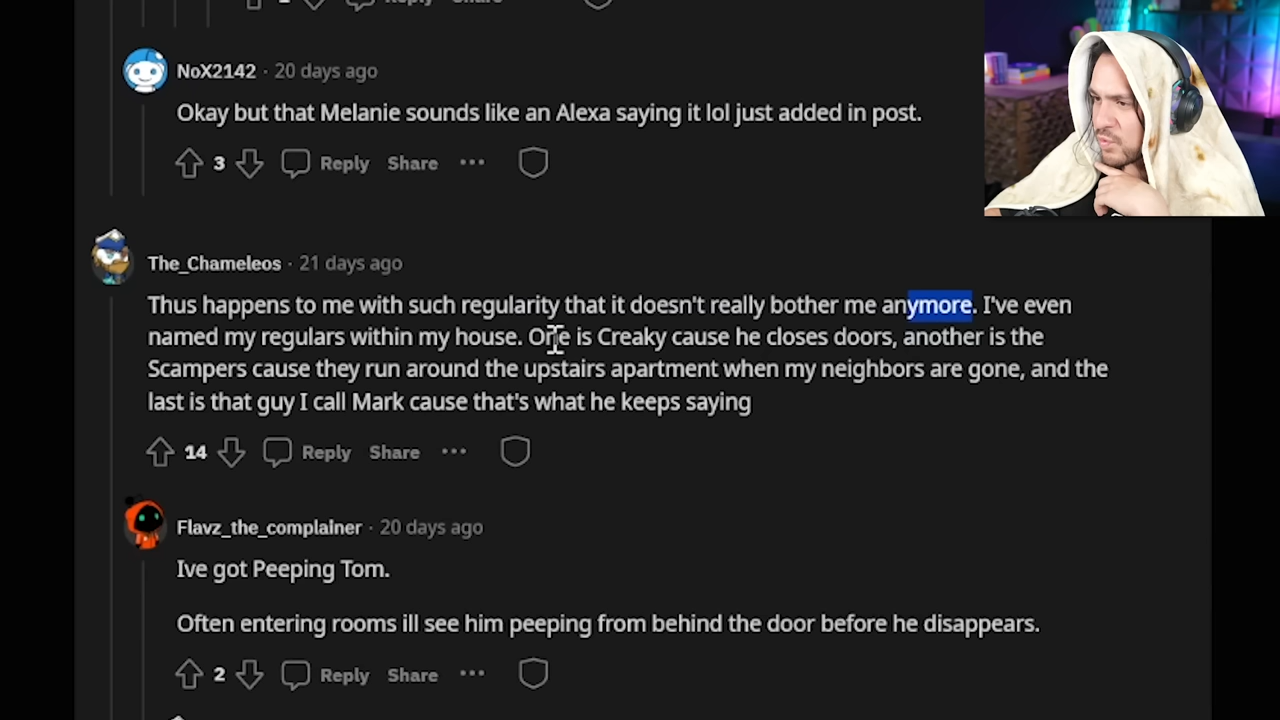 Reply Share
NoX2142 · 20 days ago
Okay but that Melanie sounds like an Alexa saying it lol just added in post.
3 Reply Share ···
The_Chameleos · 21 days ago
Thus happens to me with such regularity that it doesn't really bother me anymore. I've even
named my regulars within my house. One is Creaky cause he closes doors, another is the
Scampers cause they run around the upstairs apartment when my neighbors are gone, and the
last is that guy I call Mark cause that's what he keeps saying
14 Reply Share ···
Flavz_the_complainer · 20 days ago
Ive got Peeping Tom.
Often entering rooms ill see him peeping from behind the door before he disappears.
2 Reply Share ···